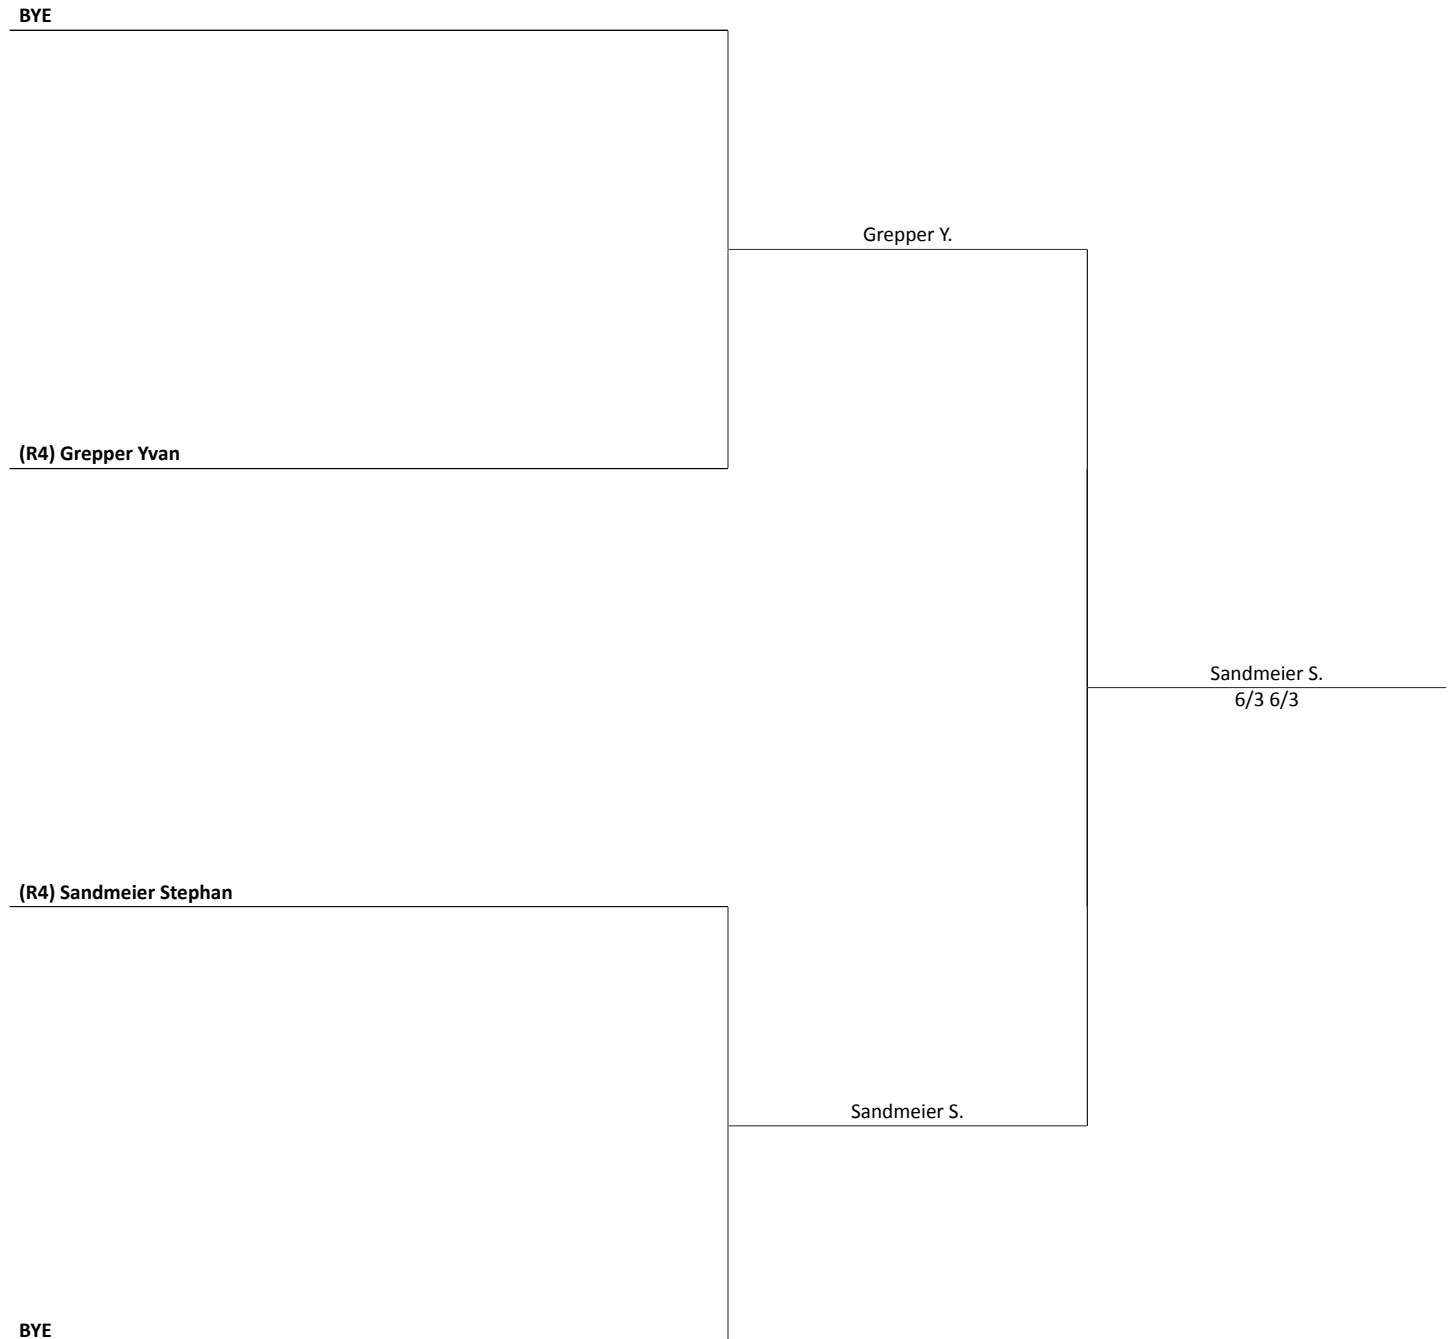 BYE
Grepper Y.
(R4) Grepper Yvan
Sandmeier S.
6/3 6/3
(R4) Sandmeier Stephan
Sandmeier S.
BYE